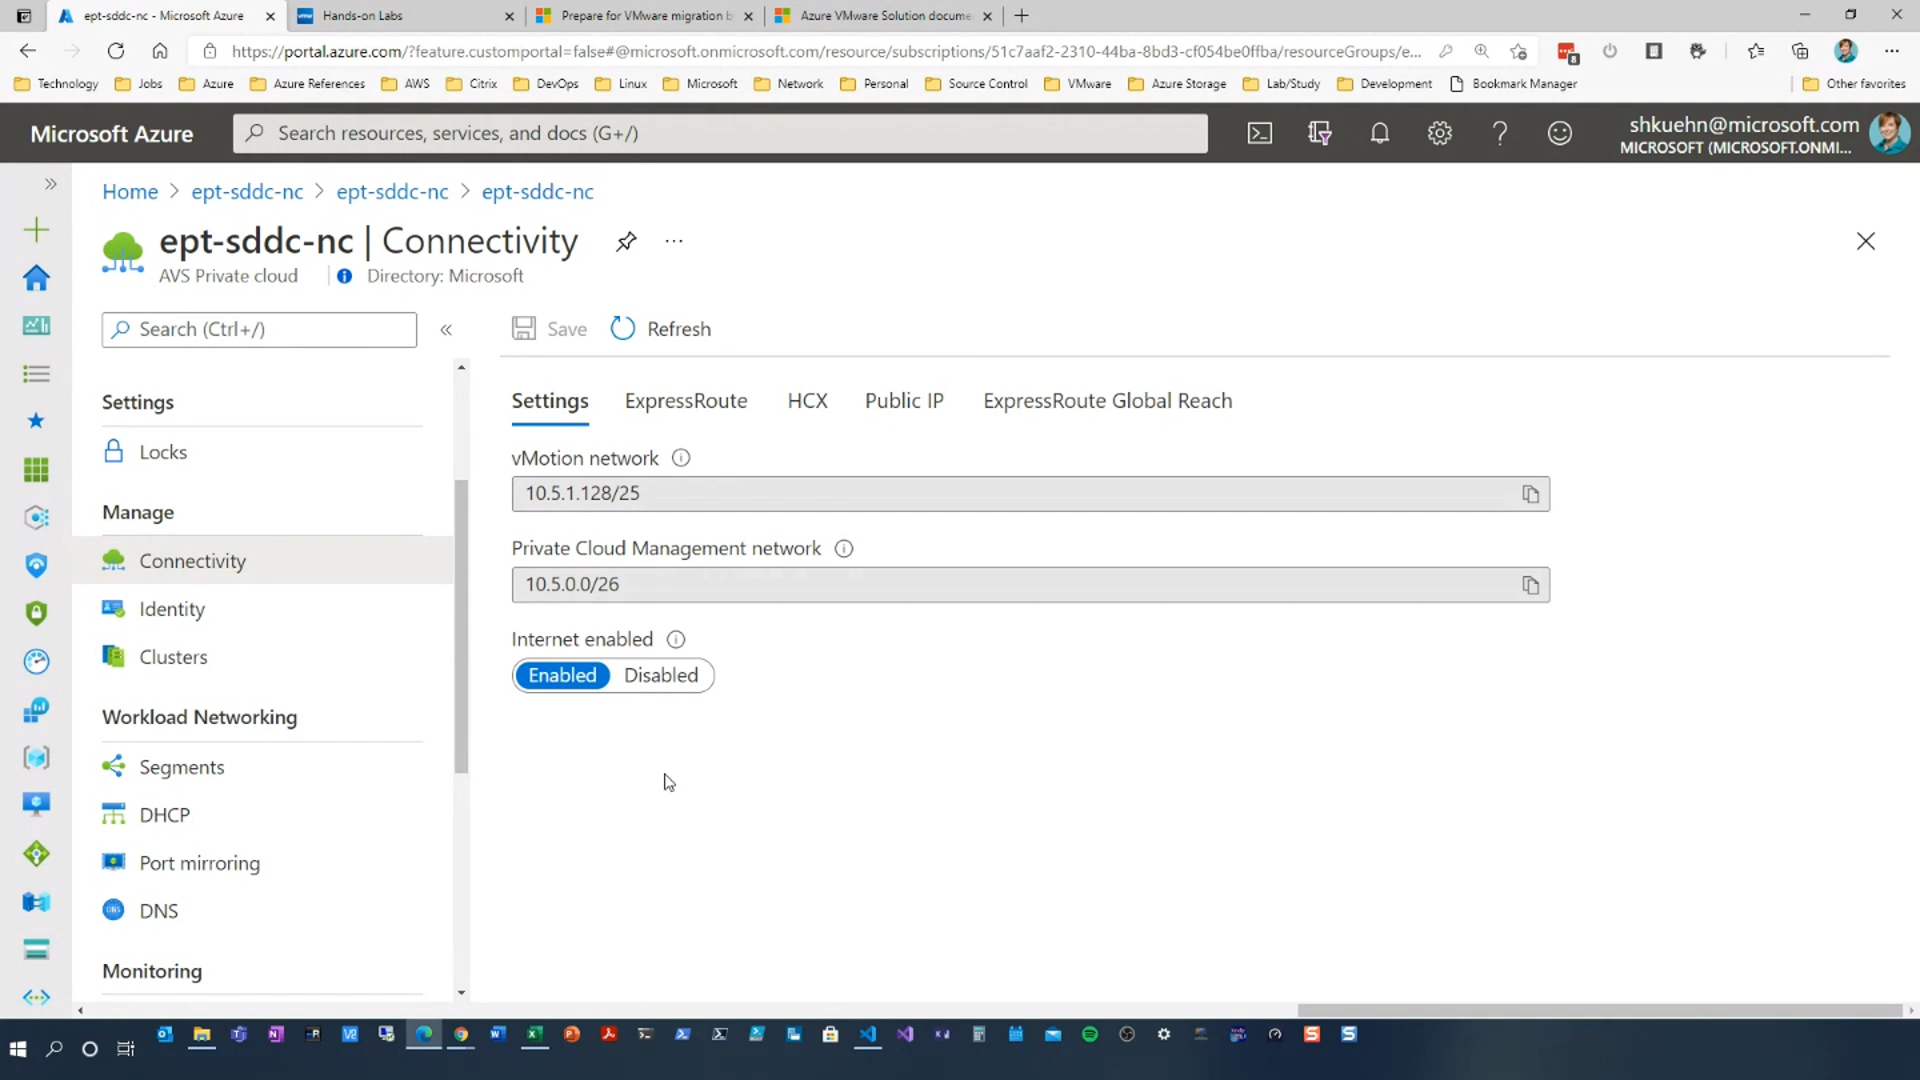 ept-sddc-nc - Microsoft Azure
Hands-on Labs
Prepare for VMware migration b
Azure VMware Solution docume
https://portal.azure.com/?feature.customportal=false#@microsoft.onmicrosoft.com/resource/subscriptions/51c7aaf2-2310-44ba-8bd3-cf054be0ffba/resourceGroups/e...
8
Technology Jobs Azure Azure References AWS Citrix DevOps Linux Microsoft Network Personal Source Control VMware Azure Storage Lab/Study Development Bookmark Manager Other favorites
Microsoft Azure
Search resources, services, and docs (G+/)
shkuehn@microsoft.com
MICROSOFT (MICROSOFT.ONMI...
Home > ept-sddc-nc > ept-sddc-nc > ept-sddc-nc
ept-sddc-nc | Connectivity
AVS Private cloud
Directory: Microsoft
Search (Ctrl+/)
Settings
Locks
Manage
Connectivity
Identity
Clusters
Workload Networking
Segments
DHCP
Port mirroring
DNS
Monitoring
Save
Refresh
Settings ExpressRoute HCX Public IP ExpressRoute Global Reach
vMotion network
10.5.1.128/25
Private Cloud Management network
10.5.0.0/26
Internet enabled
Enabled Disabled